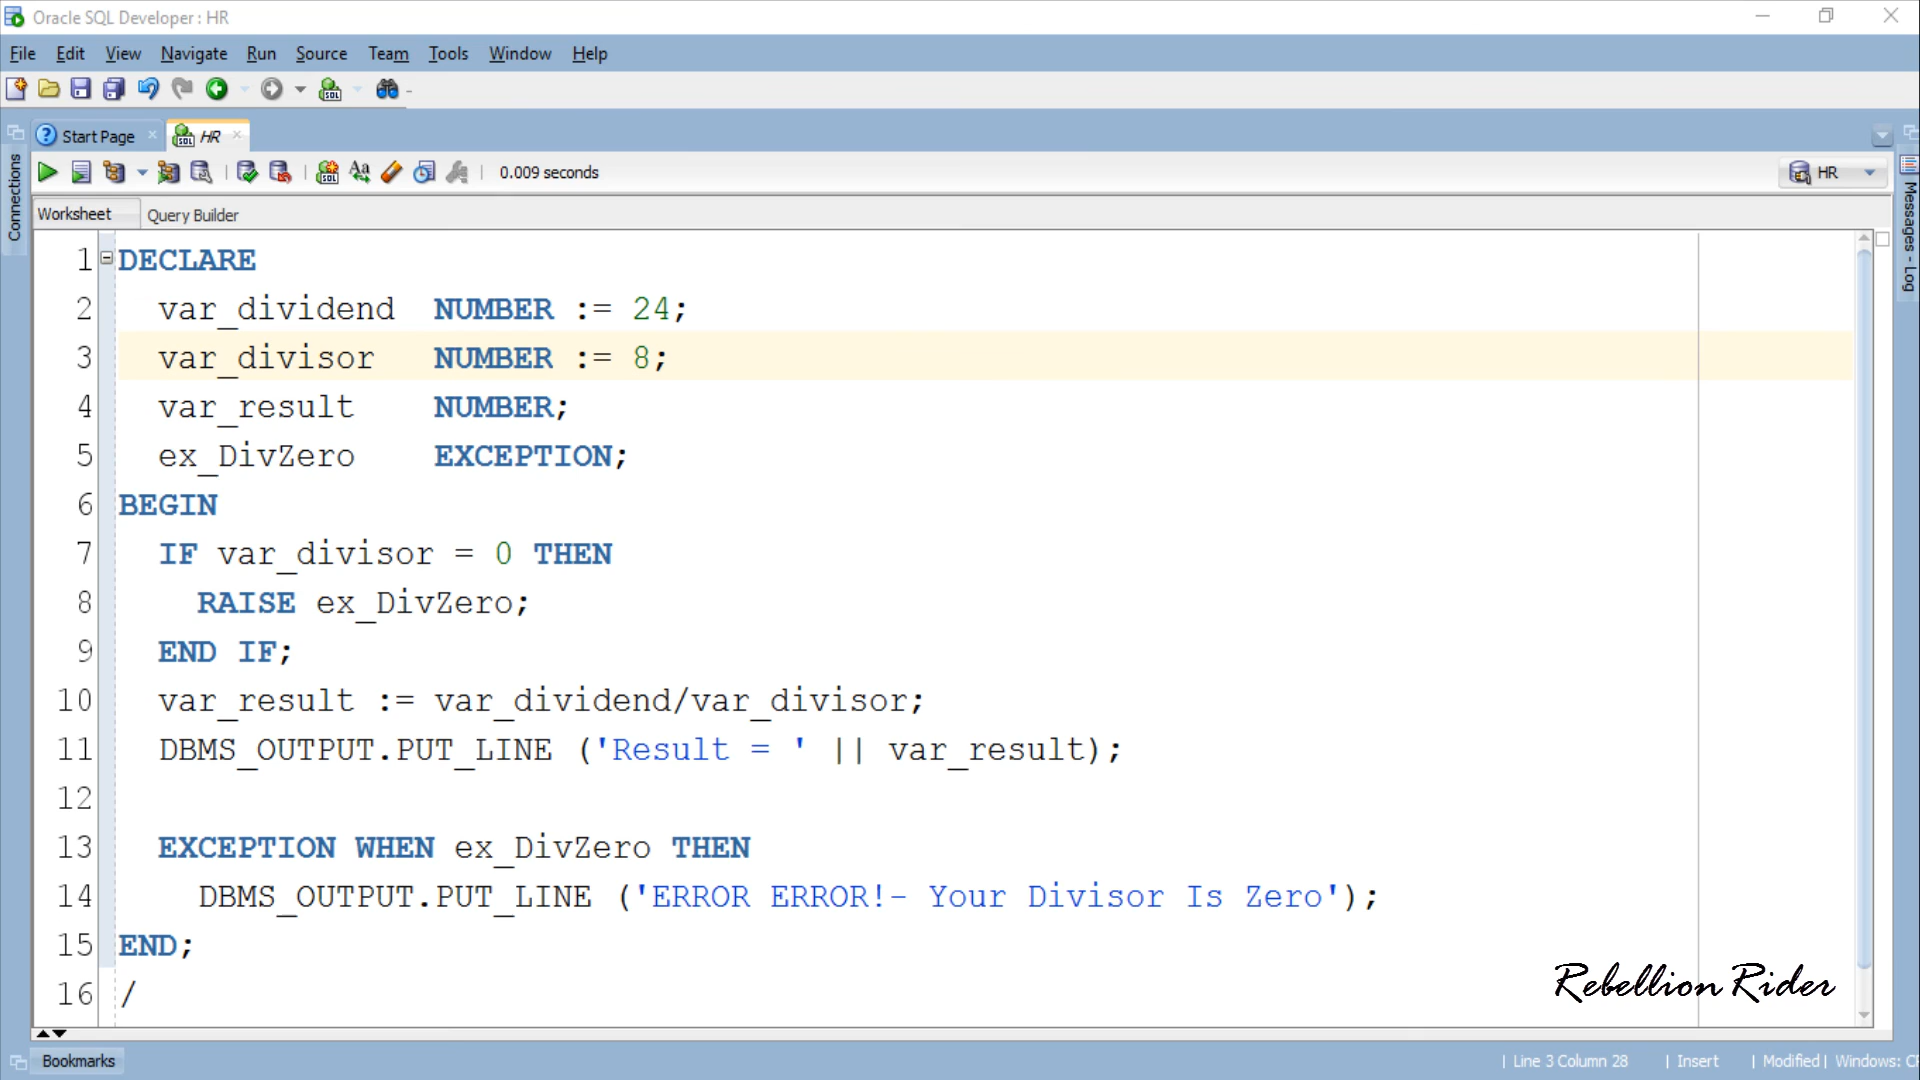 Oracle SQL Developer : HR
File Edit View Navigate Run Source Team Tools Window Help
SQL
Start Page HR
0.009 seconds HR
Connections
Messages - Log
Worksheet Query Builder
1 DECLARE
2 var_dividend NUMBER := 24;
3 var_divisor NUMBER := 8;
4 var_result NUMBER;
5 ex_DivZero EXCEPTION;
6 BEGIN
7 IF var_divisor = 0 THEN
8 RAISE ex_DivZero;
9 END IF;
10 var_result := var_dividend/var_divisor;
11 DBMS_OUTPUT.PUT_LINE ('Result = ' || var_result);
12
13 EXCEPTION WHEN ex_DivZero THEN
14 DBMS_OUTPUT.PUT_LINE ('ERROR ERROR!- Your Divisor Is Zero');
15 END;
16 /
Rebellion Rider
Bookmarks
| Line 3 Column 28 | Insert | Modified | Windows: